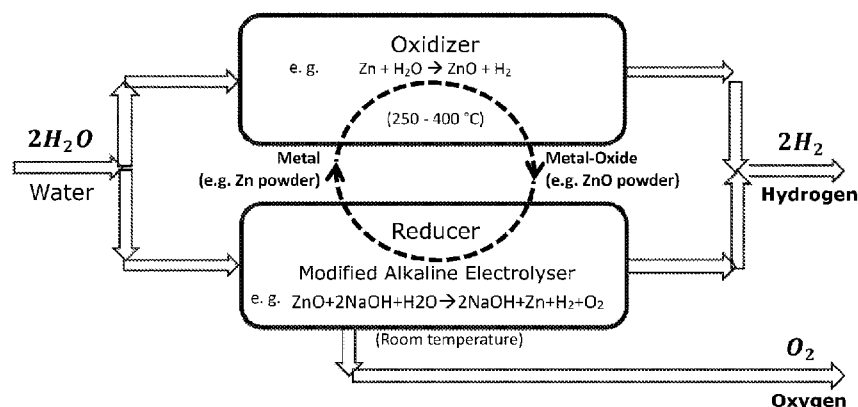 Oxidizer
e. g. Zn + H₂O → ZnO + H₂
(250 - 400 °C)
2H₂O
Water
Metal
(e.g. Zn powder)
Metal-Oxide
(e.g. ZnO powder)
2H₂
Hydrogen
Reducer
Modified Alkaline Electrolyser
e. g. ZnO+2NaOH+H2O→2NaOH+Zn+H₂+O₂
(Room temperature)
O₂
Oxygen